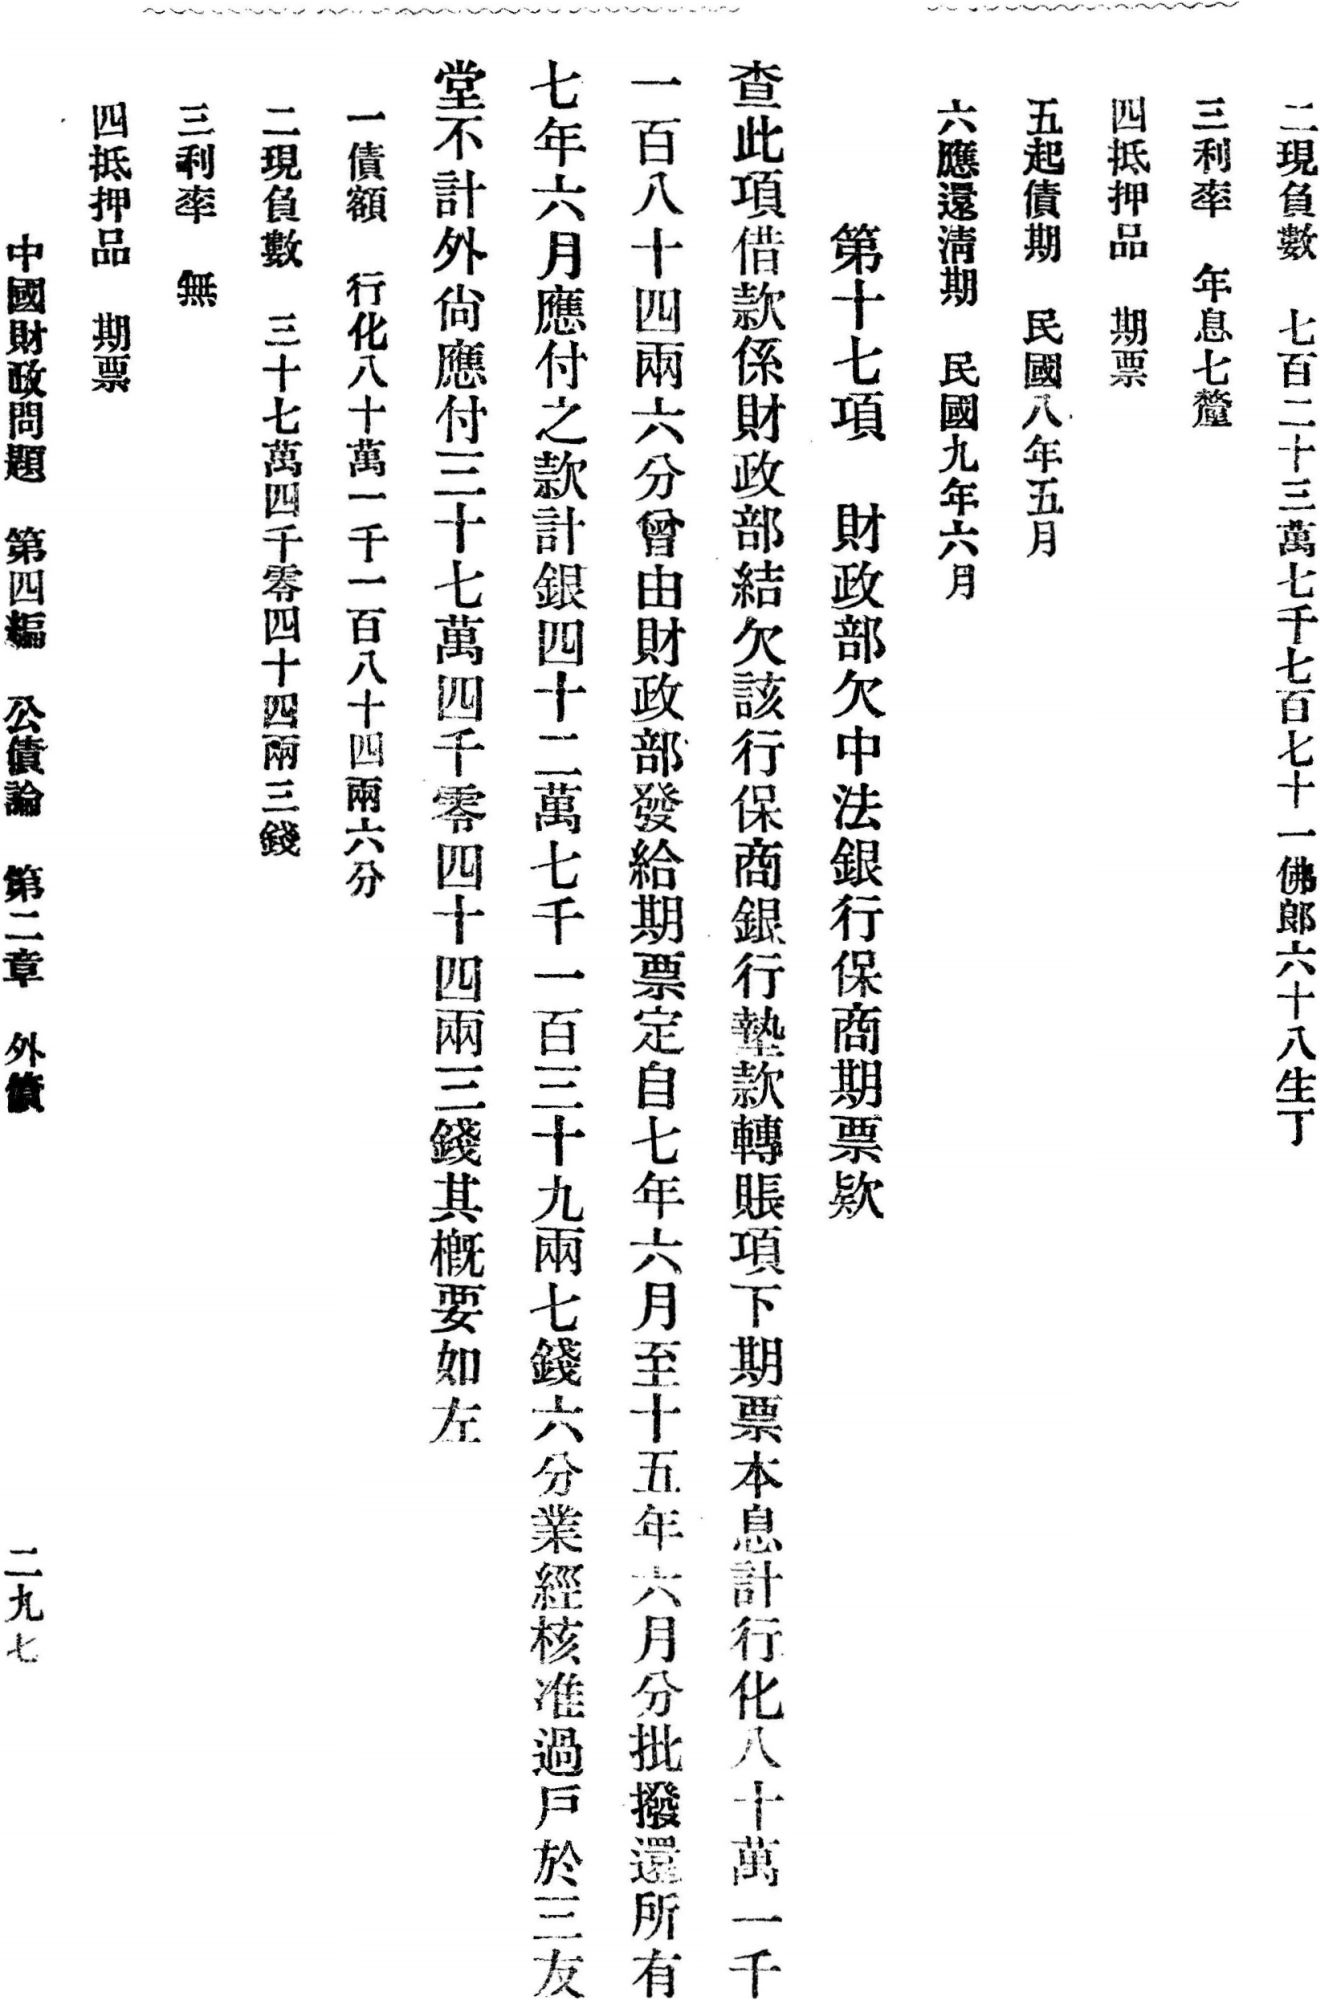 二現負數　七百二十三萬七千七百七十一佛郎六十八生丁
三利率　年息七釐
四抵押品　期票
五起債期　民國八年五月
六應還淸期　民國九年六月
第十七項　財政部欠中法銀行保商期票欵
查此項借款係財政部結欠該行保商銀行墊款轉賬項下期票本息計行化八十萬一千
一百八十四兩六分曾由財政部發給期票定自七年六月至十五年六月分批撥還所有
七年六月應付之款計銀四十二萬七千一百三十九兩七錢六分業經核准過戶於三友
堂不計外尙應付三十七萬四千零四十四兩三錢其槪要如左
一債額　行化八十萬一千一百八十四兩六分
二現負數　三十七萬四千零四十四兩三錢
三利率　無
四抵押品　期票
中國財政問題　第四編　公債論　第二章　外債　二九七